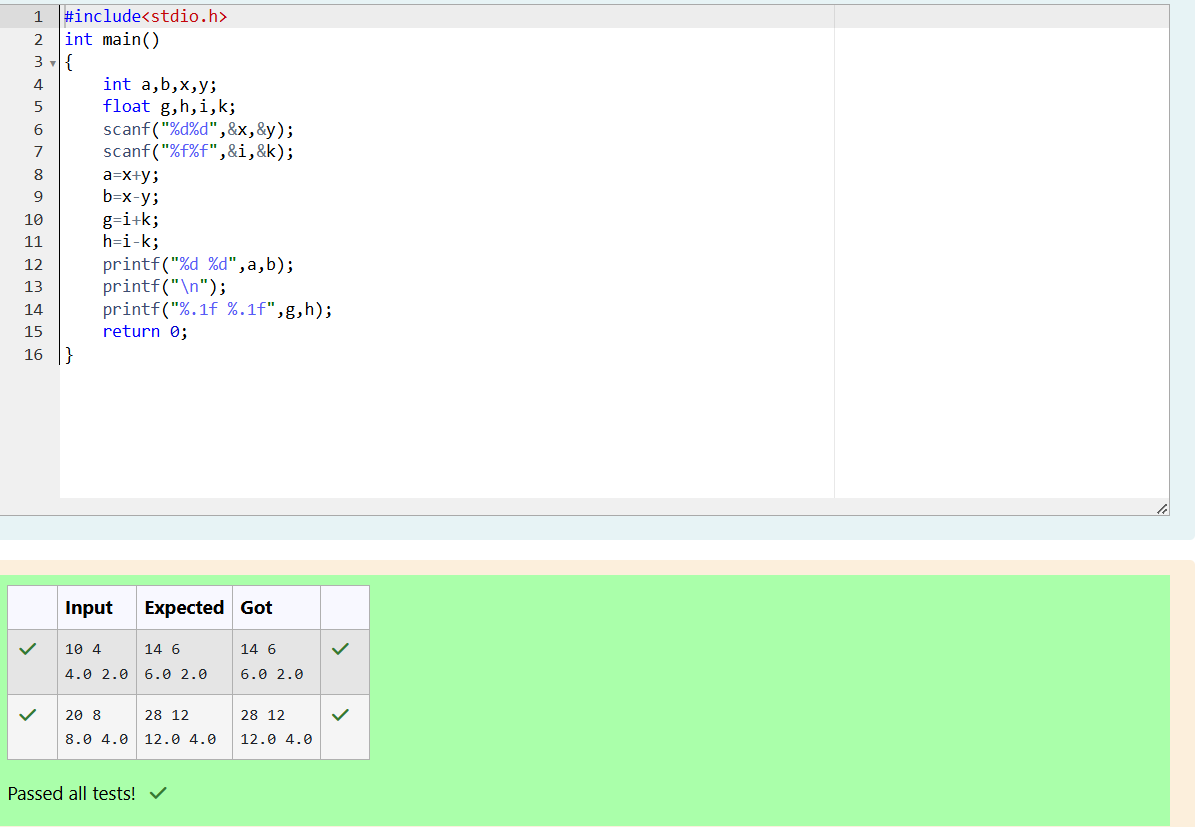 1 #include<stdio.h>
2 int main()
3 {
4     int a,b,x,y;
5     float g,h,i,k;
6     scanf("%d%d",&x,&y);
7     scanf("%f%f",&i,&k);
8     a=x+y;
9     b=x-y;
10     g=i+k;
11     h=i-k;
12     printf("%d %d",a,b);
13     printf("\n");
14     printf("%.1f %.1f",g,h);
15     return 0;
16 }
Input Expected Got
10 4 14 6 14 6
4.0 2.0 6.0 2.0 6.0 2.0
20 8 28 12 28 12
8.0 4.0 12.0 4.0 12.0 4.0
Passed all tests!